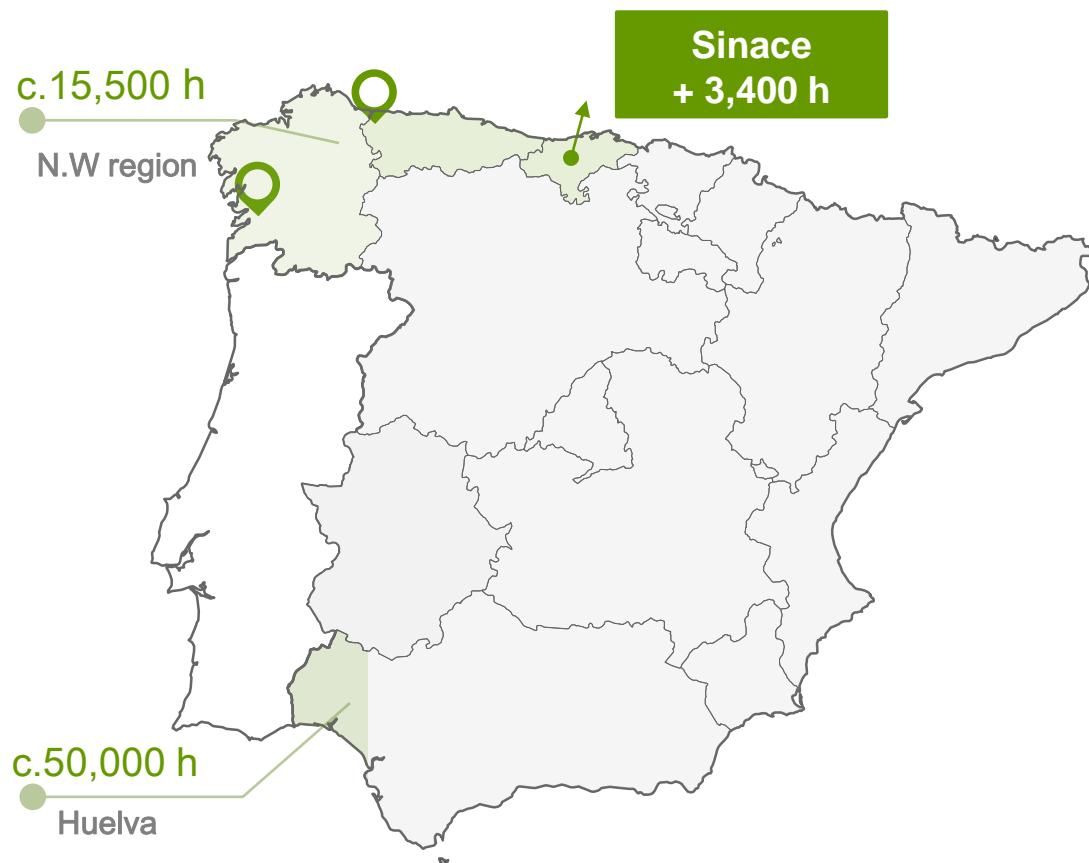 Sinace
+ 3,400 h
c.15,500 h
N.W region
c.50,000 h
Huelva